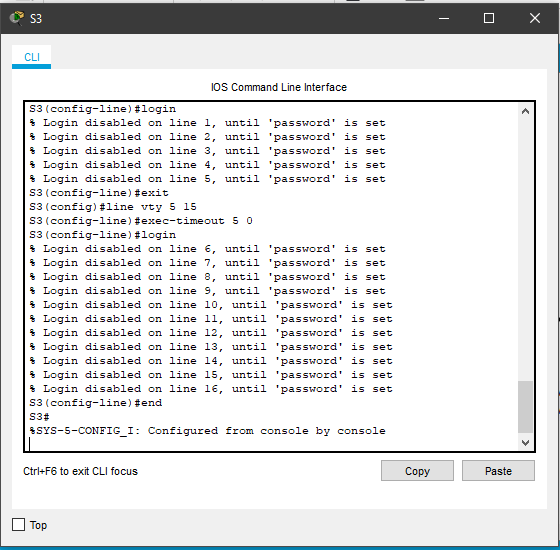 S3
CLI
IOS Command Line Interface
S3(config-line)#login
% Login disabled on line 1, until 'password' is set
% Login disabled on line 2, until 'password' is set
% Login disabled on line 3, until 'password' is set
% Login disabled on line 4, until 'password' is set
% Login disabled on line 5, until 'password' is set
S3(config-line)#exit
S3(config)#line vty 5 15
S3(config-line)#exec-timeout 5 0
S3(config-line)#login
% Login disabled on line 6, until 'password' is set
% Login disabled on line 7, until 'password' is set
% Login disabled on line 8, until 'password' is set
% Login disabled on line 9, until 'password' is set
% Login disabled on line 10, until 'password' is set
% Login disabled on line 11, until 'password' is set
% Login disabled on line 12, until 'password' is set
% Login disabled on line 13, until 'password' is set
% Login disabled on line 14, until 'password' is set
% Login disabled on line 15, until 'password' is set
% Login disabled on line 16, until 'password' is set
S3(config-line)#end
S3#
%SYS-5-CONFIG_I: Configured from console by console
Ctrl+F6 to exit CLI focus
Copy
Paste
Top